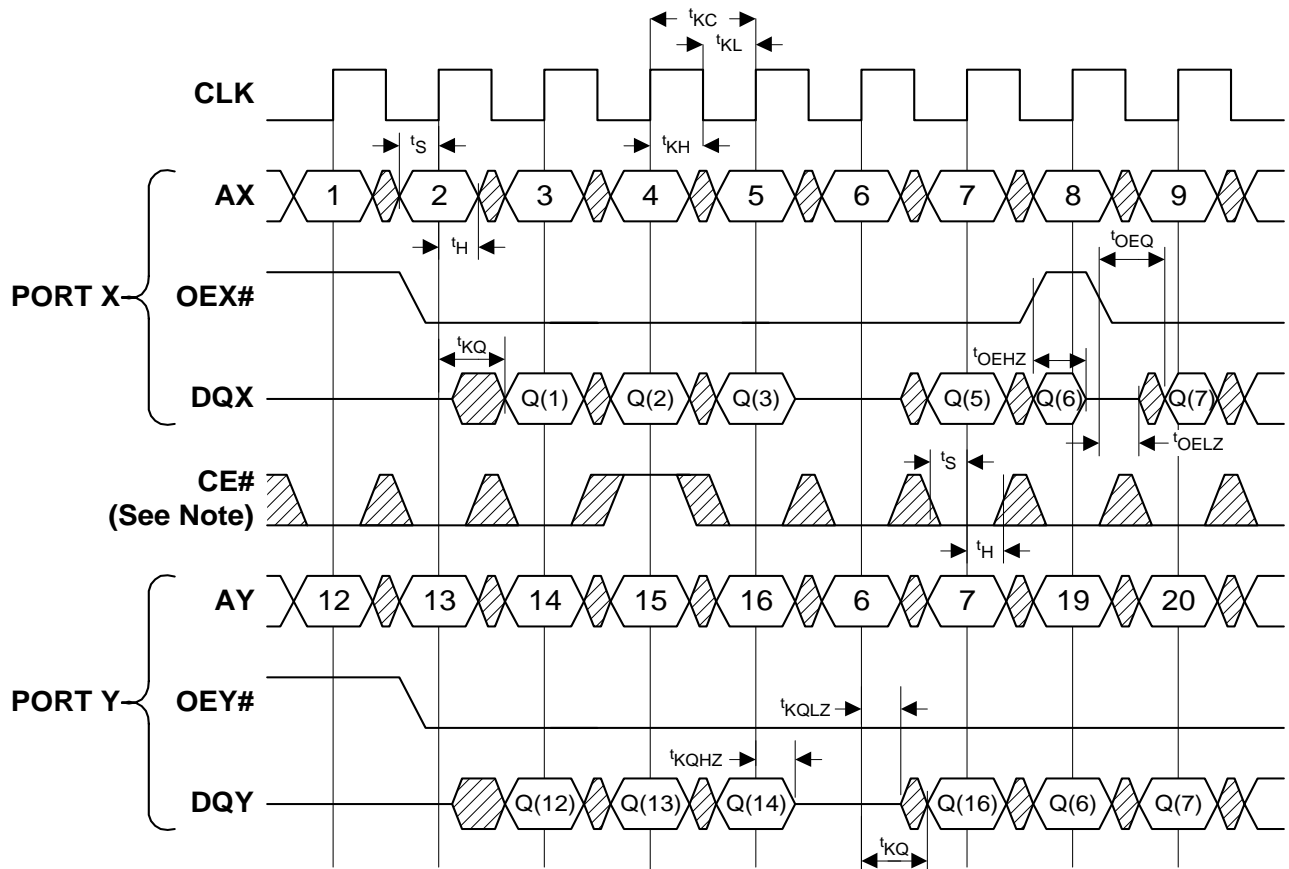 tKC
tKL
CLK
tS
tKH
AX 1 2 3 4 5 6 7 8 9
tH
tOEQ
PORT X OEX#
tKQ
tOEHZ
DQX Q(1) Q(2) Q(3) Q(5) Q(6) Q(7)
tOELZ
CE#
(See Note)
tS
tH
AY 12 13 14 15 16 6 7 19 20
PORT Y OEY#
tKQLZ
tKQHZ
DQY Q(12) Q(13) Q(14) Q(16) Q(6) Q(7)
tKQ